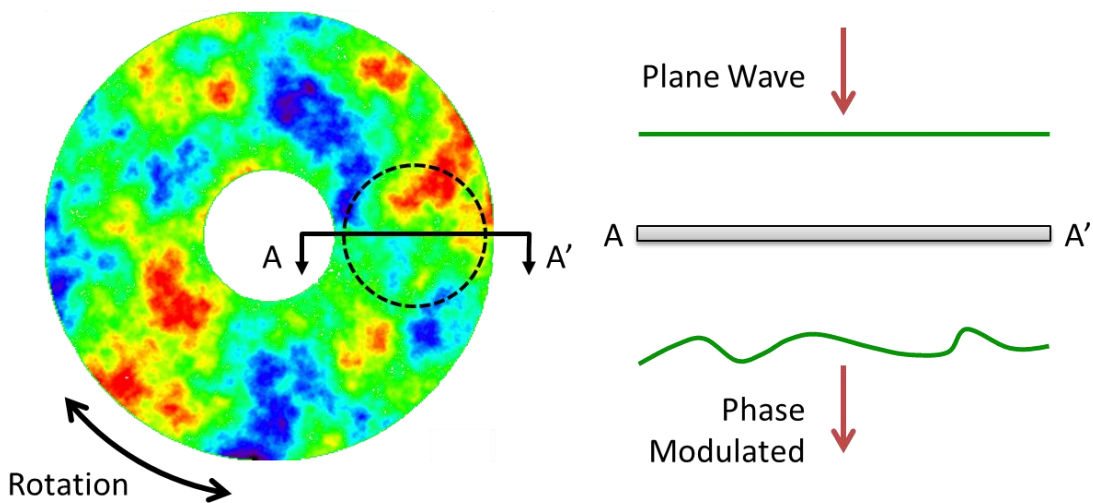 Plane Wave
A
A’
A
A’
Phase
Modulated
Rotation